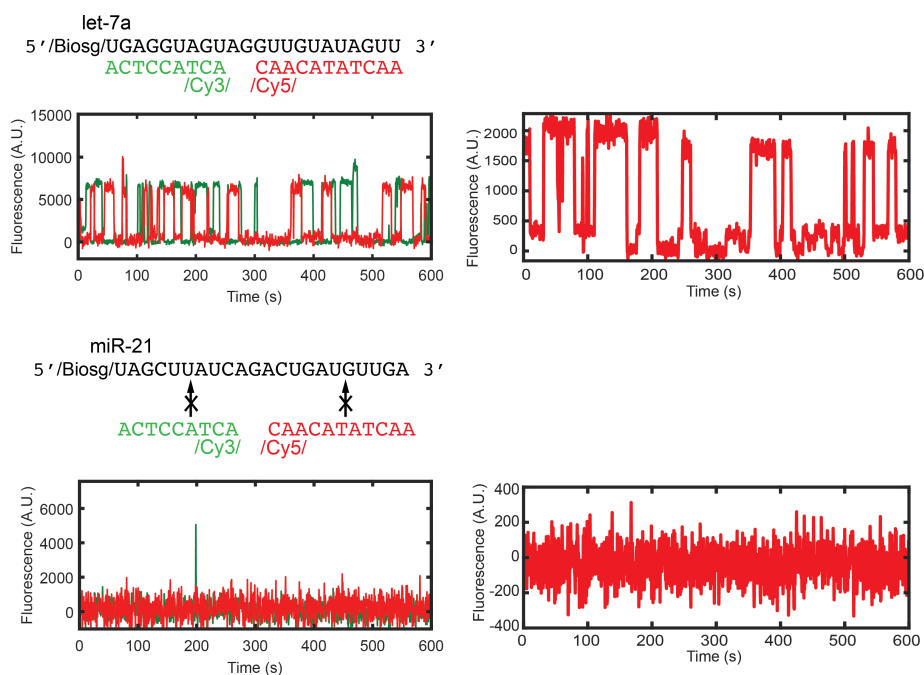 let-7a
5'/Biosg/UGAGGUAGUAGGUUGUAUAGUU 3'
ACTCCATCA CAACATATCAA
/Cy3/ /Cy5/
Fluorescence (A.U.)
15000
10000
5000
0
0 100 200 300 400 500 600
Time (s)
Fluorescence (A.U.)
2000
1500
1000
500
0
0 100 200 300 400 500 600
Time (s)
miR-21
5'/Biosg/UAGCUUAUCAGACUGAUGUUGA 3'
ACTCCATCA CAACATATCAA
/Cy3/ /Cy5/
Fluorescence (A.U.)
6000
4000
2000
0
0 100 200 300 400 500 600
Time (s)
Fluorescence (A.U.)
400
200
0
-200
-400
0 100 200 300 400 500 600
Time (s)